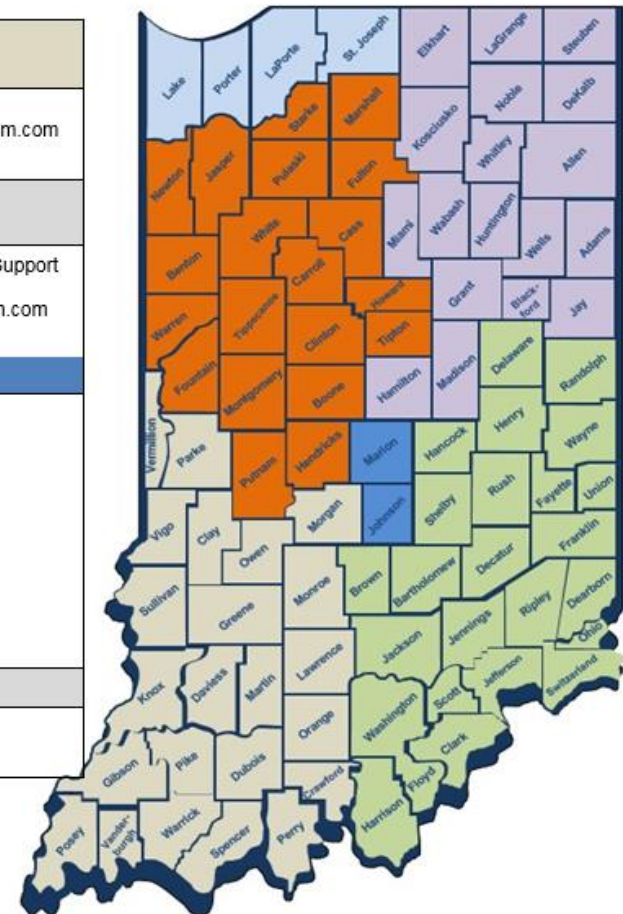 m.com
Support
n.com
Lake
Porter
LaPorte
St. Joseph
Elkhart
LaGrange
Steuben
Noble
DeKalb
Starke
Marshall
Kosciusko
Whitley
Allen
Newton
Jasper
Pulaski
Fulton
Miami
Wabash
Huntington
Wells
Adams
White
Cass
Benton
Carroll
Grant
Black-
ford
Jay
Warren
Tippecanoe
Howard
Clinton
Tipton
Fountain
Montgomery
Boone
Hamilton
Madison
Delaware
Randolph
Vermillion
Parke
Putnam
Hendricks
Marion
Hancock
Henry
Wayne
Vigo
Clay
Owen
Morgan
Johnson
Shelby
Rush
Fayette
Union
Franklin
Sullivan
Greene
Monroe
Brown
Bartholomew
Decatur
Dearborn
Ripley
Ohio
Jennings
Jackson
Lawrence
Knox
Daviess
Martin
Jefferson
Switzerland
Scott
Washington
Orange
Clark
Gibson
Pike
Dubois
Crawford
Floyd
Harrison
Posey
Vander-
burgh
Warrick
Spencer
Perry